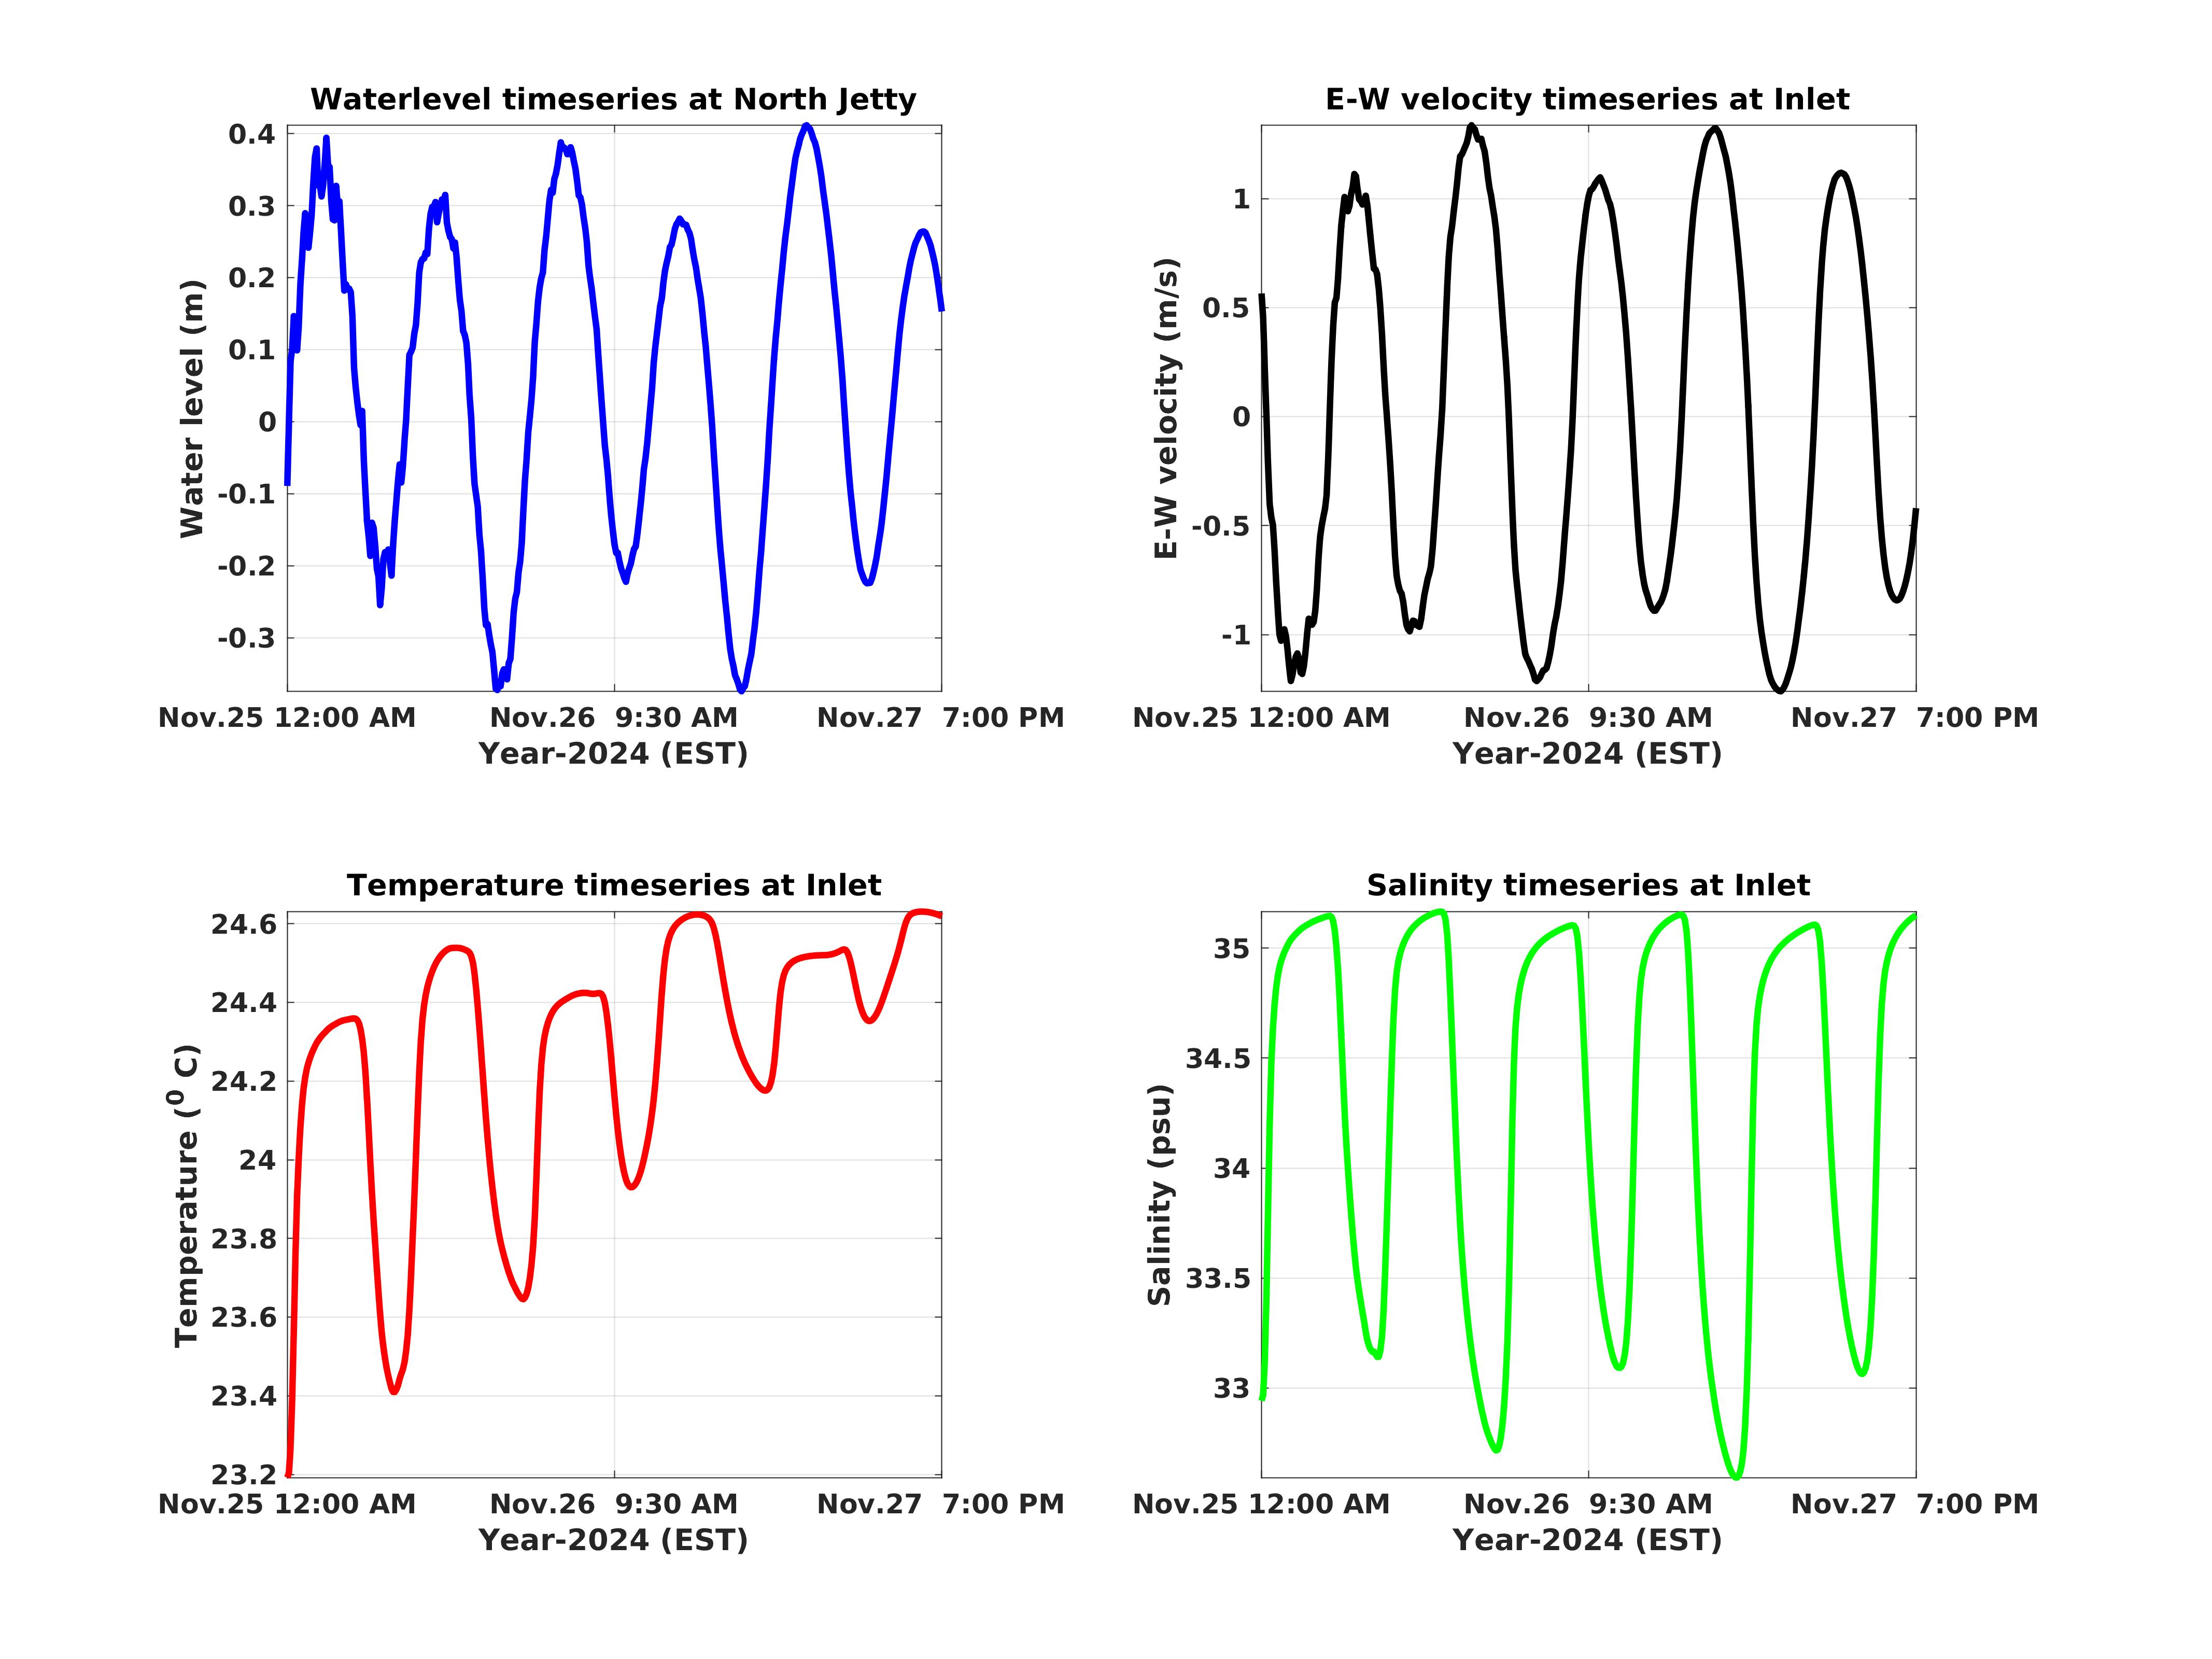 Waterlevel timeseries at North Jetty
0.4
0.3
0.2
0.1
0
-0.1
-0.2
-0.3
Water level (m)
Nov.25 12:00 AM
Nov.26 9:30 AM
Nov.27 7:00 PM
Year-2024 (EST)
E-W velocity timeseries at Inlet
1
0.5
0
-0.5
-1
E-W velocity (m/s)
Nov.25 12:00 AM
Nov.26 9:30 AM
Nov.27 7:00 PM
Year-2024 (EST)
Temperature timeseries at Inlet
24.6
24.4
24.2
24
23.8
23.6
23.4
23.2
Temperature (⁰ C)
Nov.25 12:00 AM
Nov.26 9:30 AM
Nov.27 7:00 PM
Year-2024 (EST)
Salinity timeseries at Inlet
35
34.5
34
33.5
33
Salinity (psu)
Nov.25 12:00 AM
Nov.26 9:30 AM
Nov.27 7:00 PM
Year-2024 (EST)